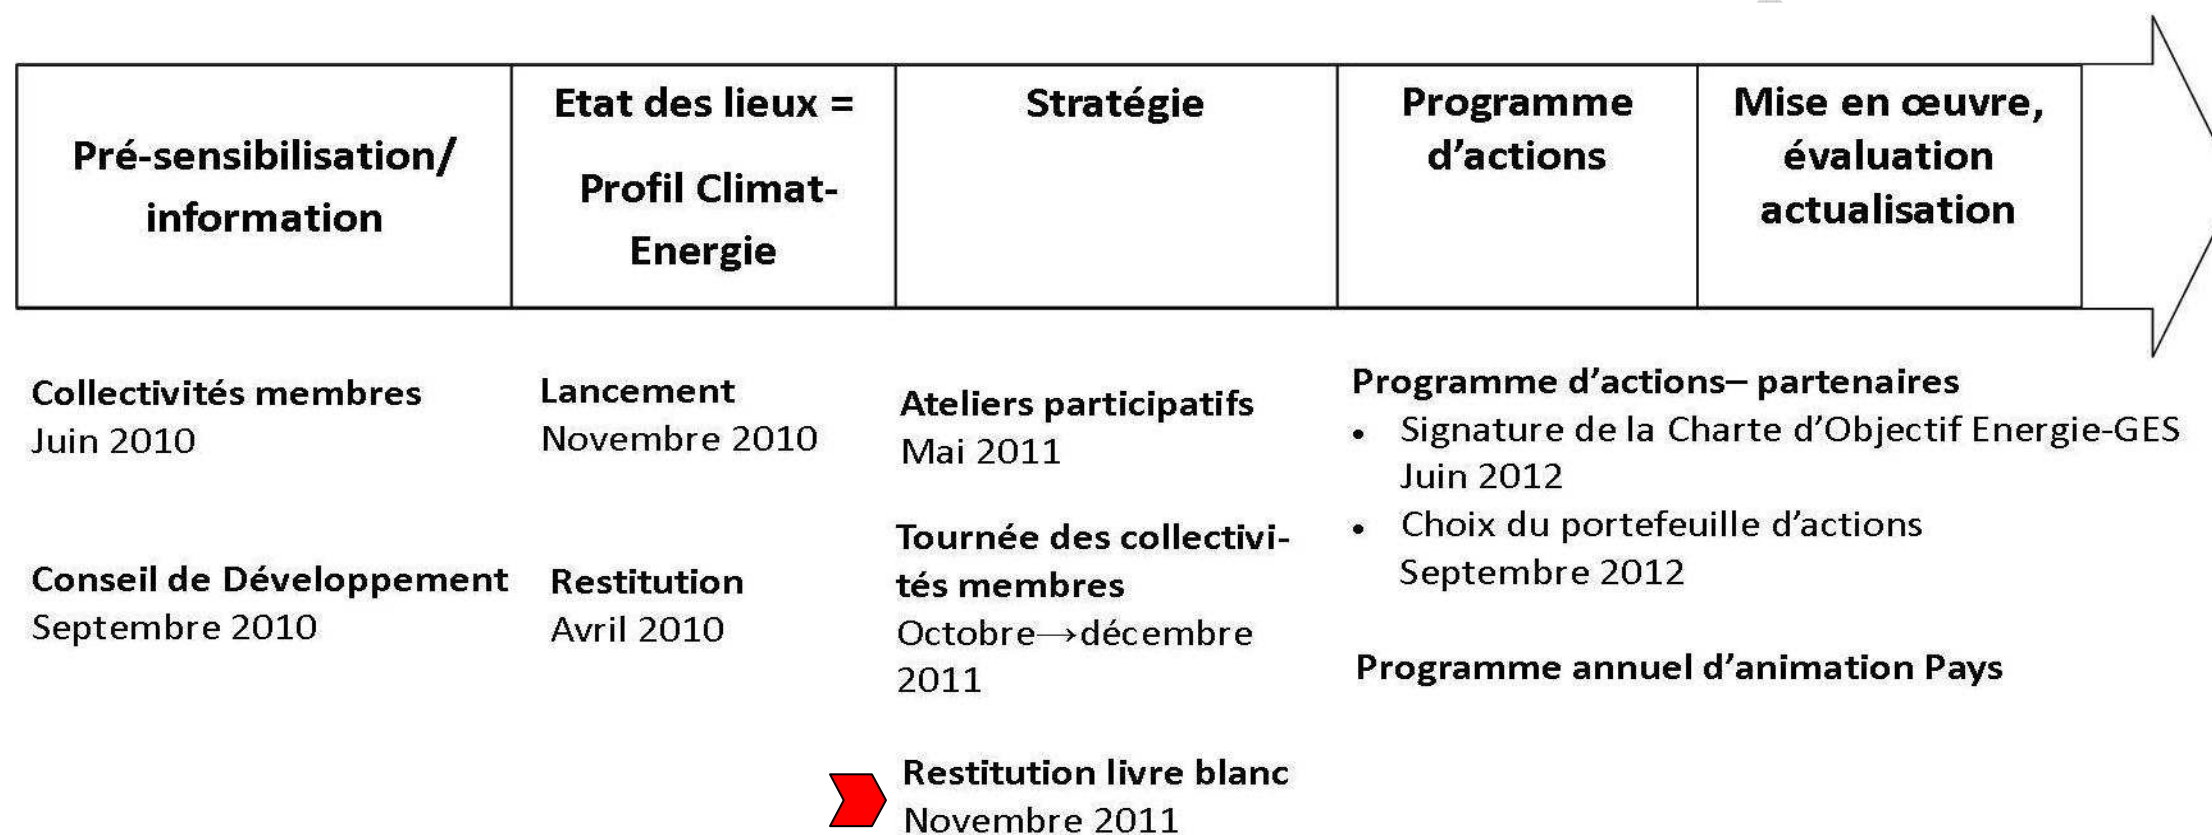 Pré-sensibilisation/
information
Etat des lieux =
Profil Climat-
Energie
Stratégie
Programme
d’actions
Mise en œuvre,
évaluation
actualisation
Collectivités membres
Juin 2010
Conseil de Développement
Septembre 2010
Lancement
Novembre 2010
Restitution
Avril 2010
Ateliers participatifs
Mai 2011
Tournée des collectivi-
tés membres
Octobre→décembre
2011
Restitution livre blanc
Novembre 2011
Programme d’actions– partenaires
• Signature de la Charte d’Objectif Energie-GES
Juin 2012
• Choix du portefeuille d’actions
Septembre 2012
Programme annuel d’animation Pays